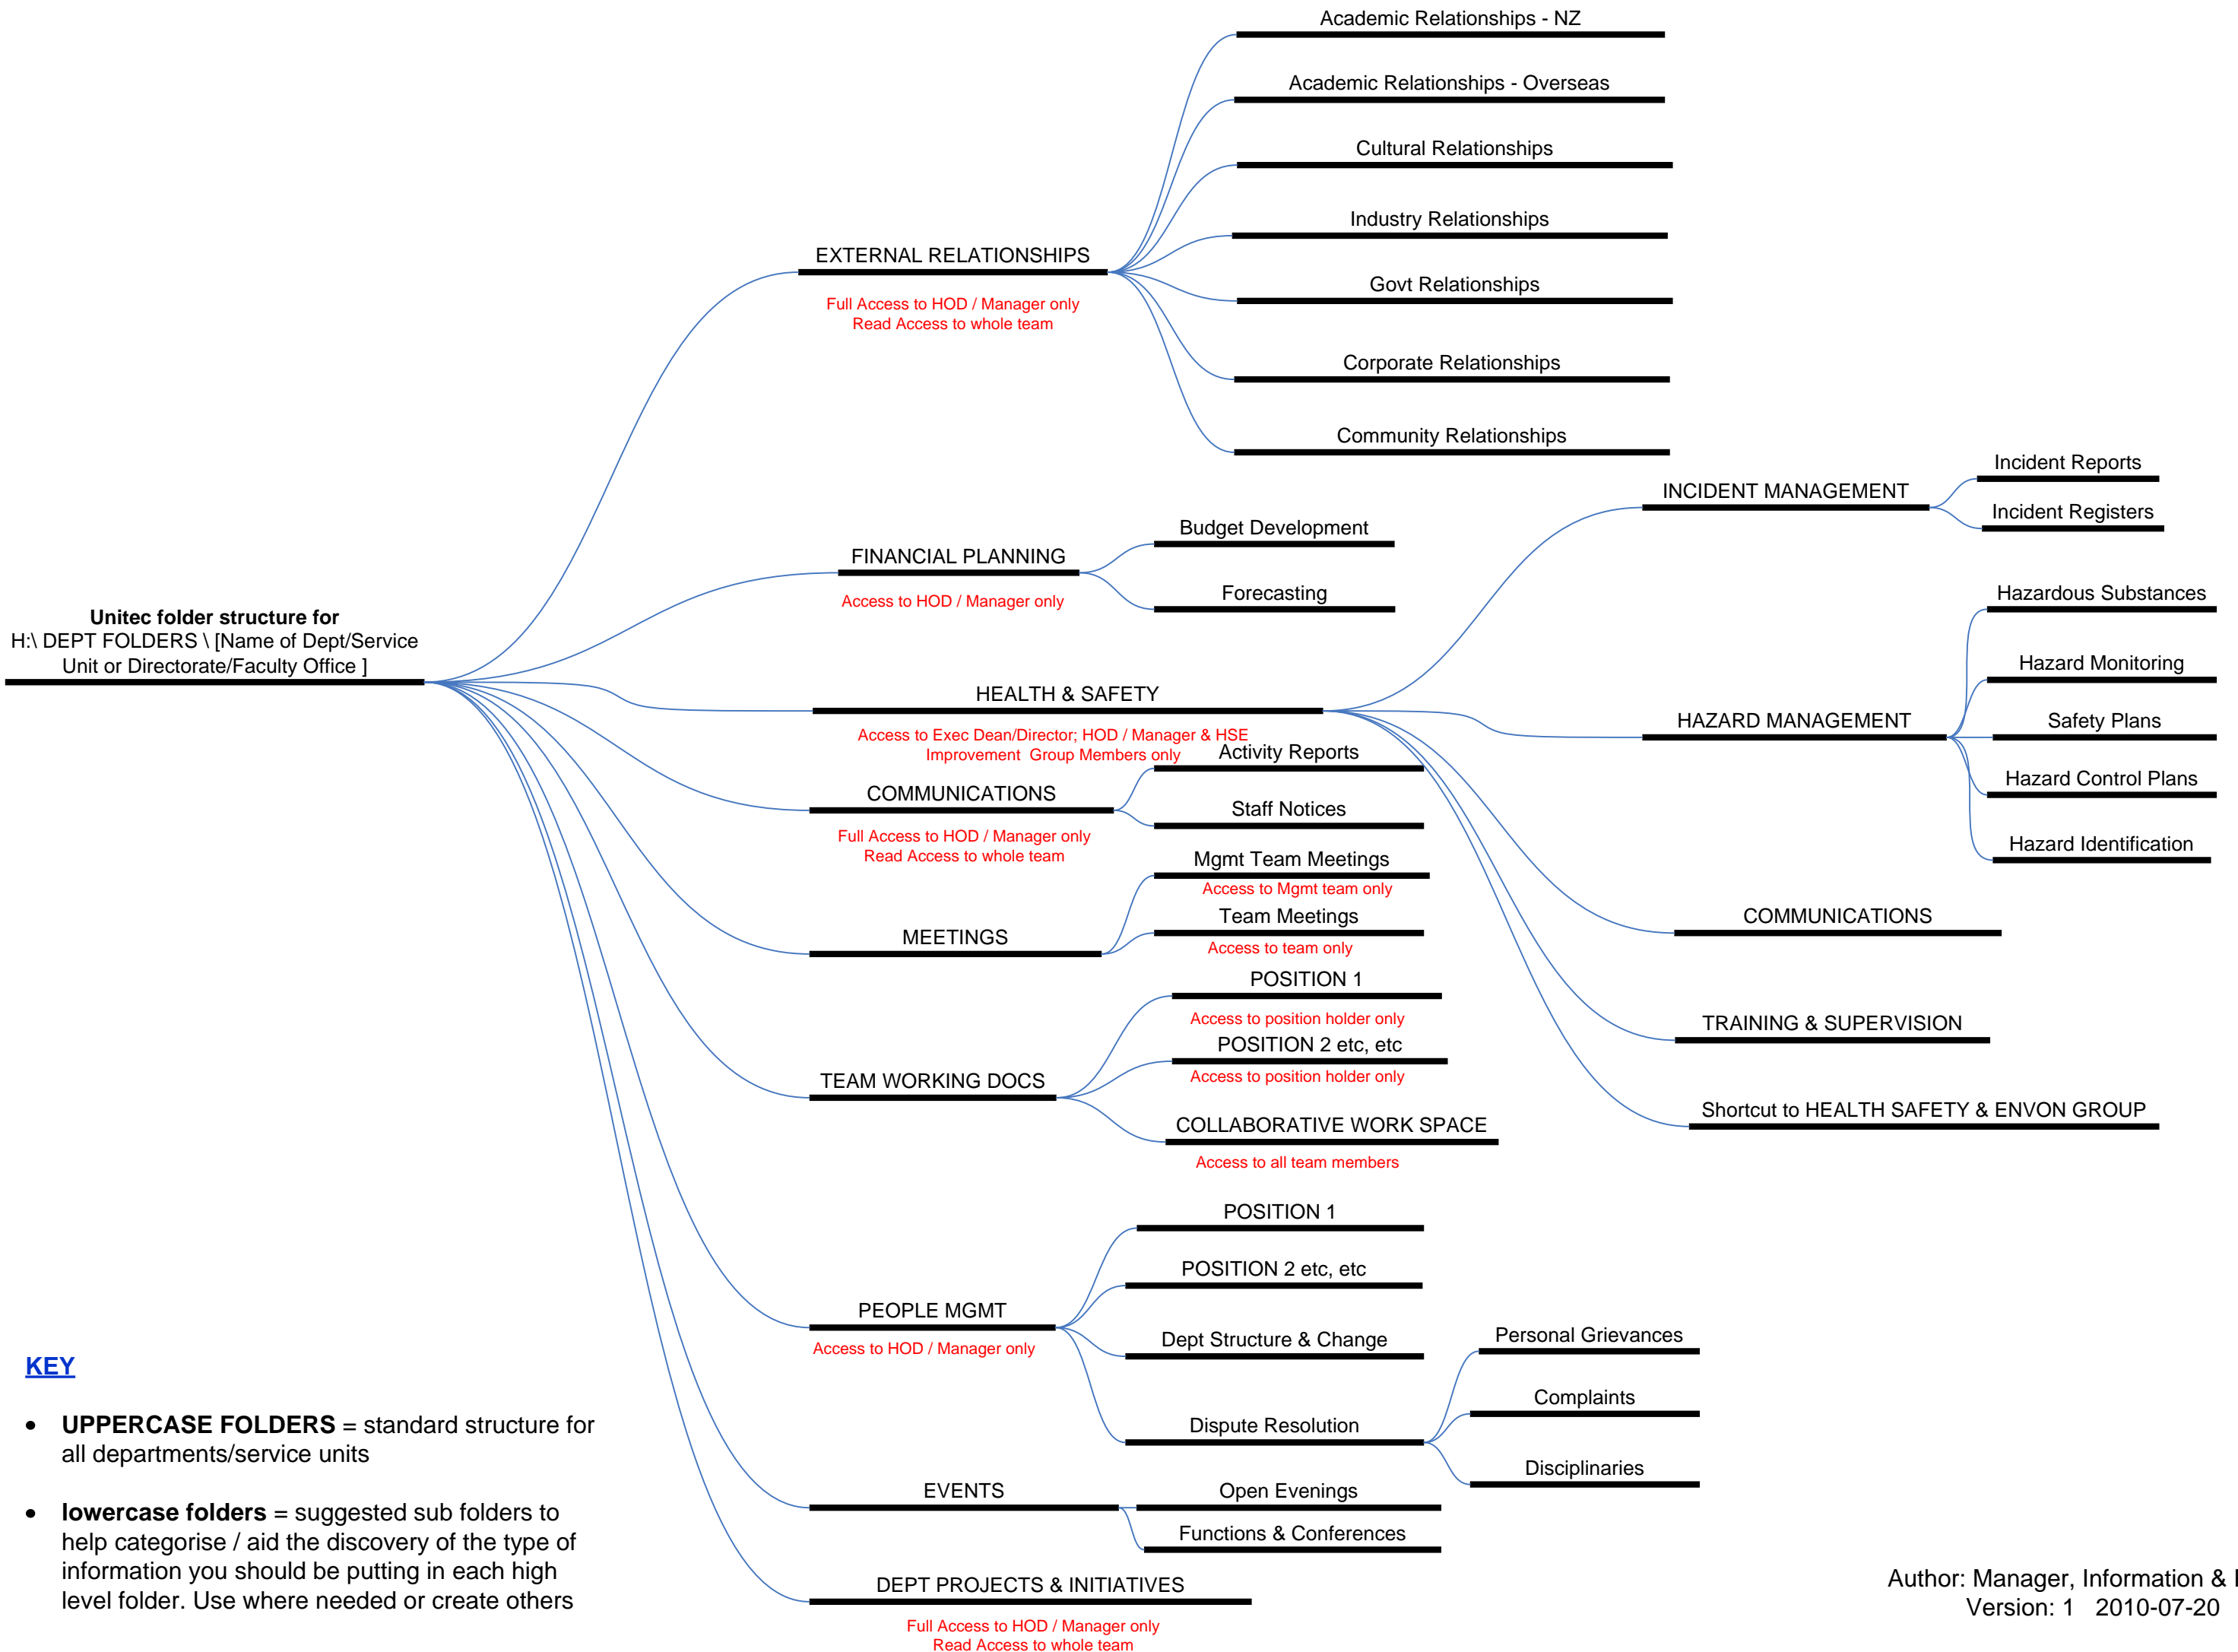 Academic Relationships - NZ
Academic Relationships - Overseas
Cultural Relationships
Industry Relationships
EXTERNAL RELATIONSHIPS
Full Access to HOD / Manager only
Read Access to whole team
Govt Relationships
Corporate Relationships
Community Relationships
INCIDENT MANAGEMENT
Incident Reports
Incident Registers
FINANCIAL PLANNING
Access to HOD / Manager only
Budget Development
Forecasting
Unitec folder structure for
H:\ DEPT FOLDERS \ [Name of Dept/Service
Unit or Directorate/Faculty Office ]
HEALTH & SAFETY
Access to Exec Dean/Director; HOD / Manager & HSE
Improvement  Group Members only
HAZARD MANAGEMENT
Hazardous Substances
Hazard Monitoring
Safety Plans
Hazard Control Plans
Hazard Identification
COMMUNICATIONS
Full Access to HOD / Manager only
Read Access to whole team
Activity Reports
Staff Notices
MEETINGS
Mgmt Team Meetings
Access to Mgmt team only
Team Meetings
Access to team only
COMMUNICATIONS
TRAINING & SUPERVISION
Shortcut to HEALTH SAFETY & ENVON GROUP
TEAM WORKING DOCS
POSITION 1
Access to position holder only
POSITION 2 etc, etc
Access to position holder only
COLLABORATIVE WORK SPACE
Access to all team members
PEOPLE MGMT
Access to HOD / Manager only
POSITION 1
POSITION 2 etc, etc
Dept Structure & Change
Dispute Resolution
Personal Grievances
Complaints
Disciplinaries
EVENTS
Open Evenings
Functions & Conferences
DEPT PROJECTS & INITIATIVES
Full Access to HOD / Manager only
Read Access to whole team
KEY
• UPPERCASE FOLDERS = standard structure for
all departments/service units
• lowercase folders = suggested sub folders to
help categorise / aid the discovery of the type of
information you should be putting in each high
level folder. Use where needed or create others
Author: Manager, Information &
Version: 1   2010-07-20